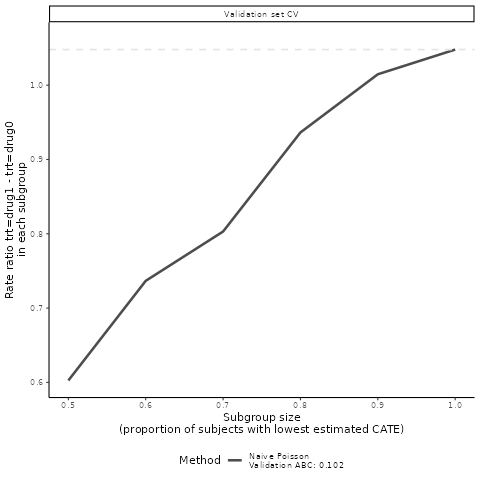 Validation set CV
Rate ratio trt=drug1 - trt=drug0
in each subgroup
1.0
0.9
0.8
0.7
0.6
0.5
0.6
0.7
0.8
0.9
1.0
Subgroup size
(proportion of subjects with lowest estimated CATE)
Method
Naive Poisson
Validation ABC: 0.102